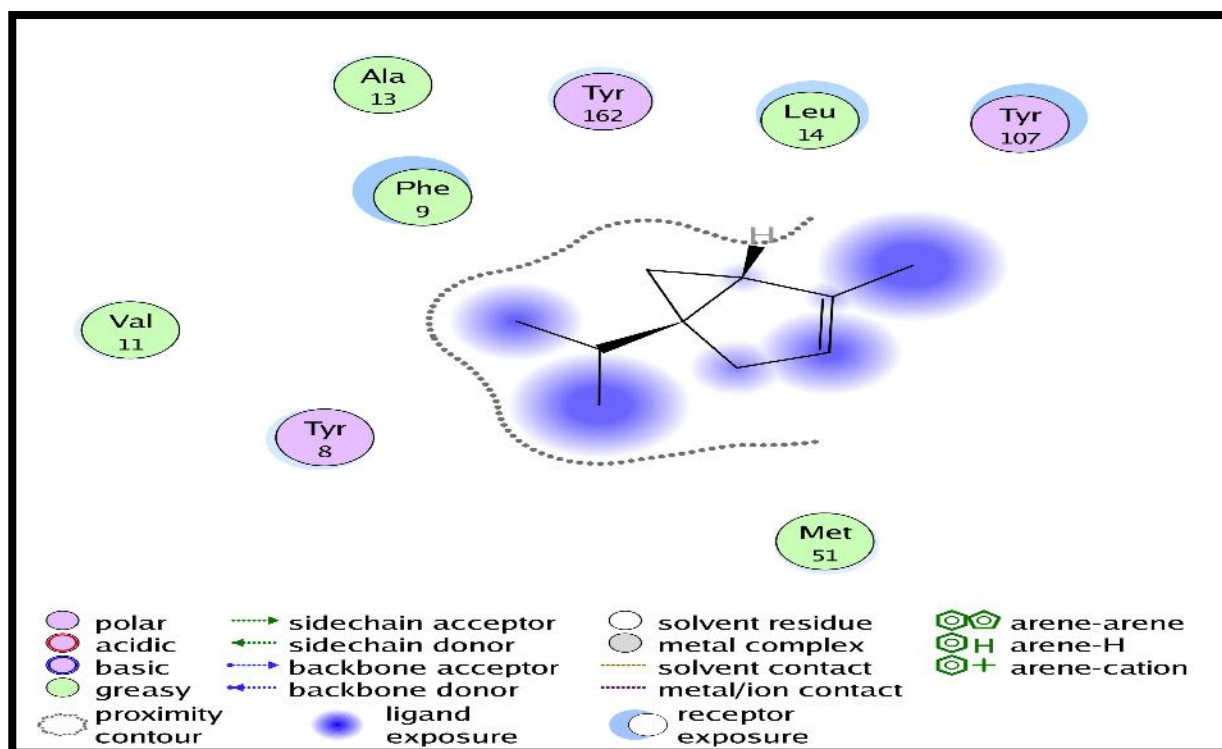 Ala
13
Tyr
162
Leu
14
Tyr
107
Phe
9
H
Val
11
Tyr
8
Met
51
polar sidechain acceptor solvent residue arene-arene
acidic sidechain donor metal complex H arene-H
basic backbone acceptor solvent contact + arene-cation
greasy backbone donor metal/ion contact
proximity ligand receptor
contour exposure exposure